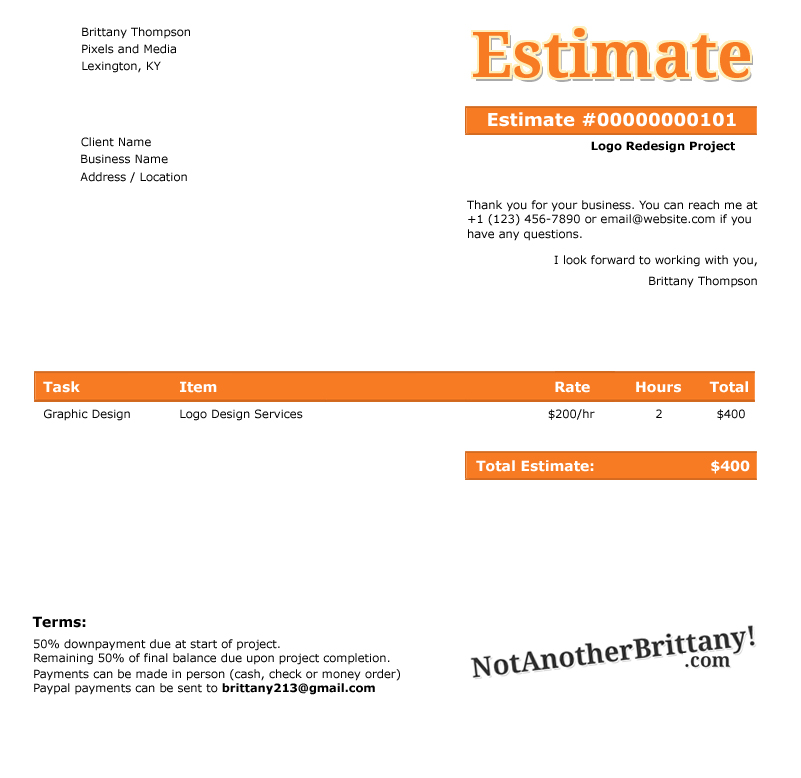 Brittany Thompson
Pixels and Media
Lexington, KY
Estimate
Estimate #00000000101
Logo Redesign Project
Client Name
Business Name
Address / Location
Thank you for your business. You can reach me at
+1 (123) 456-7890 or email@website.com if you
have any questions.
I look forward to working with you,
Brittany Thompson
Task Item Rate Hours Total
Graphic Design Logo Design Services $200/hr 2 $400
Total Estimate: $400
Terms:
50% downpayment due at start of project.
Remaining 50% of final balance due upon project completion.
Payments can be made in person (cash, check or money order)
Paypal payments can be sent to brittany213@gmail.com
NotAnotherBrittany!
.com